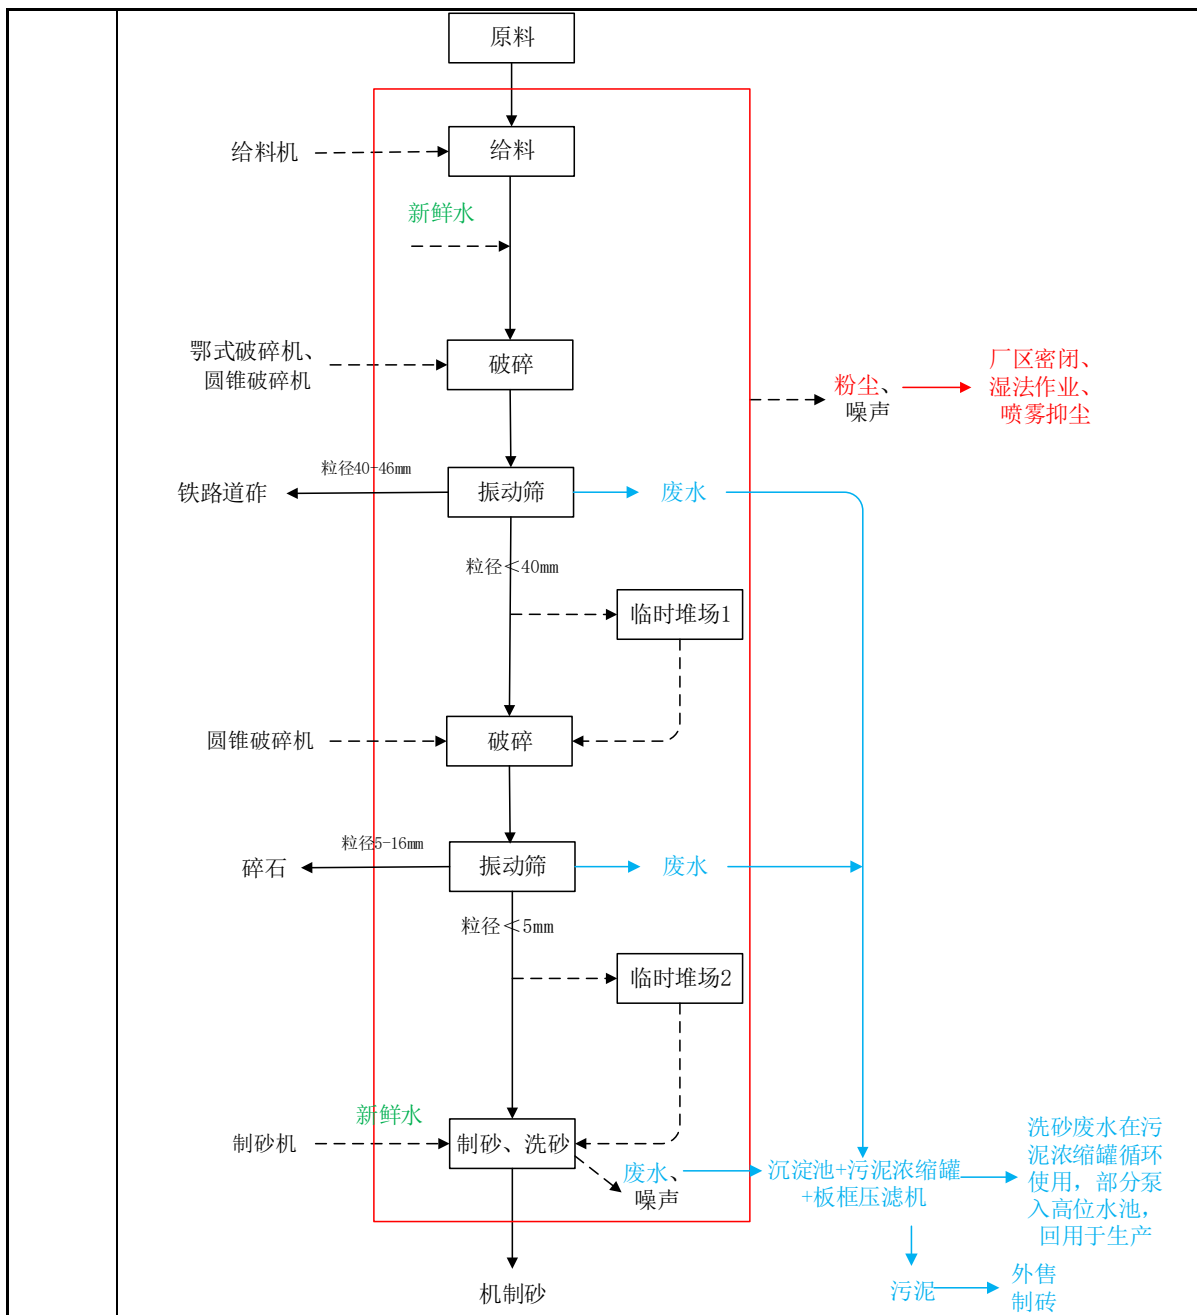 原料
给料机
给料
新鲜水
鄂式破碎机、
圆锥破碎机
破碎
粉尘、
噪声
厂区密闭、
湿法作业、
喷雾抑尘
粒径40-46mm
铁路道砟
振动筛
废水
粒径＜40mm
临时堆场1
圆锥破碎机
破碎
粒径5-16mm
碎石
振动筛
废水
粒径＜5mm
临时堆场2
新鲜水
制砂机
制砂、洗砂
废水、
噪声
沉淀池+污泥浓缩罐
+板框压滤机
洗砂废水在污
泥浓缩罐循环
使用，部分泵
入高位水池，
回用于生产
污泥
外售
制砖
机制砂